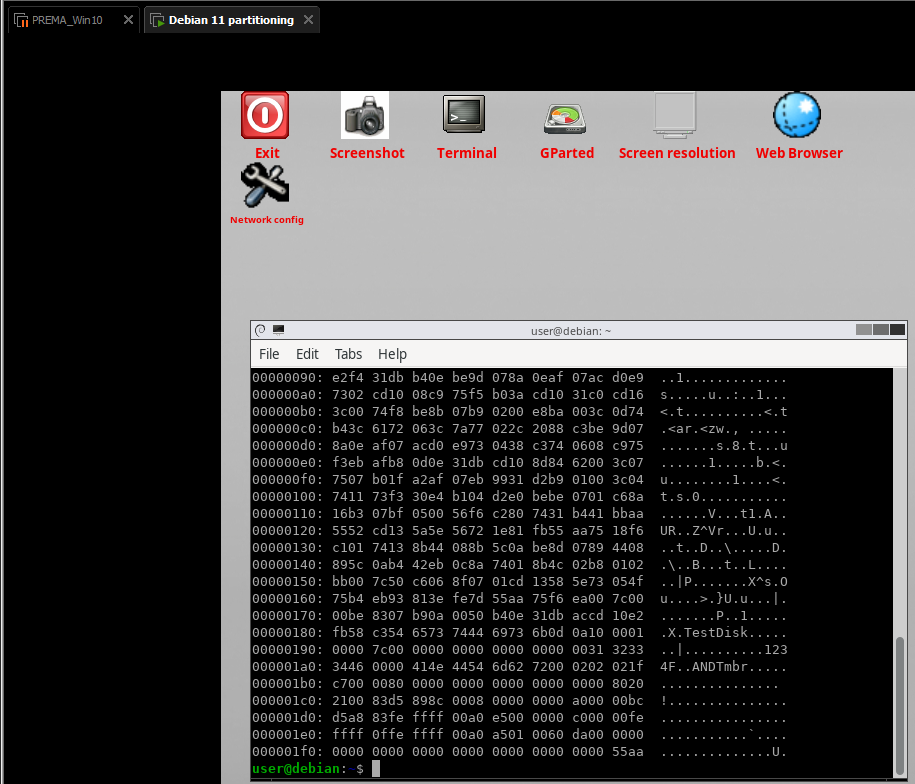 PREMA_Win10
Debian 11 partitioning
Exit
Screenshot
Terminal
GParted
Screen resolution
Web Browser
Network config
user@debian: ~
File Edit Tabs Help
00000090: e2f4 31db b40e be9d 078a 0eaf 07ac d0e9 ..1.............
000000a0: 7302 cd10 08c9 75f5 b03a cd10 31c0 cd16 s.....u..:..1...
000000b0: 3c00 74f8 be8b 07b9 0200 e8ba 003c 0d74 <.t..........<.t
000000c0: b43c 6172 063c 7a77 022c 2088 c3be 9d07 .<ar.<zw., .....
000000d0: 8a0e af07 acd0 e973 0438 c374 0608 c975 .......s.8.t...u
000000e0: f3eb afb8 0d0e 31db cd10 8d84 6200 3c07 ......1.....b.<.
000000f0: 7507 b01f a2af 07eb 9931 d2b9 0100 3c04 u........1....<.
00000100: 7411 73f3 30e4 b104 d2e0 bebe 0701 c68a t.s.0...........
00000110: 16b3 07bf 0500 56f6 c280 7431 b441 bbaa ......V...t1.A..
00000120: 5552 cd13 5a5e 5672 1e81 fb55 aa75 18f6 UR..Z^Vr...U.u..
00000130: c101 7413 8b44 088b 5c0a be8d 0789 4408 ..t..D..\.....D.
00000140: 895c 0ab4 42eb 0c8a 7401 8b4c 02b8 0102 .\..B...t..L....
00000150: bb00 7c50 c606 8f07 01cd 1358 5e73 054f ..|P.......X^s.O
00000160: 75b4 eb93 813e fe7d 55aa 75f6 ea00 7c00 u....>.}U.u...|.
00000170: 00be 8307 b90a 0050 b40e 31db accd 10e2 .......P..1.....
00000180: fb58 c354 6573 7444 6973 6b0d 0a10 0001 .X.TestDisk.....
00000190: 0000 7c00 0000 0000 0000 0000 0031 3233 ..|..........123
000001a0: 3446 0000 414e 4454 6d62 7200 0202 021f 4F..ANDTmbr.....
000001b0: c700 0080 0000 0000 0000 0000 0000 8020 ...............
000001c0: 2100 83d5 898c 0008 0000 0000 a000 00bc !...............
000001d0: d5a8 83fe ffff 00a0 e500 0000 c000 00fe ................
000001e0: ffff 0ffe ffff 00a0 a501 0060 da00 0000 ...........`....
000001f0: 0000 0000 0000 0000 0000 0000 0000 55aa ..............U.
user@debian:~$